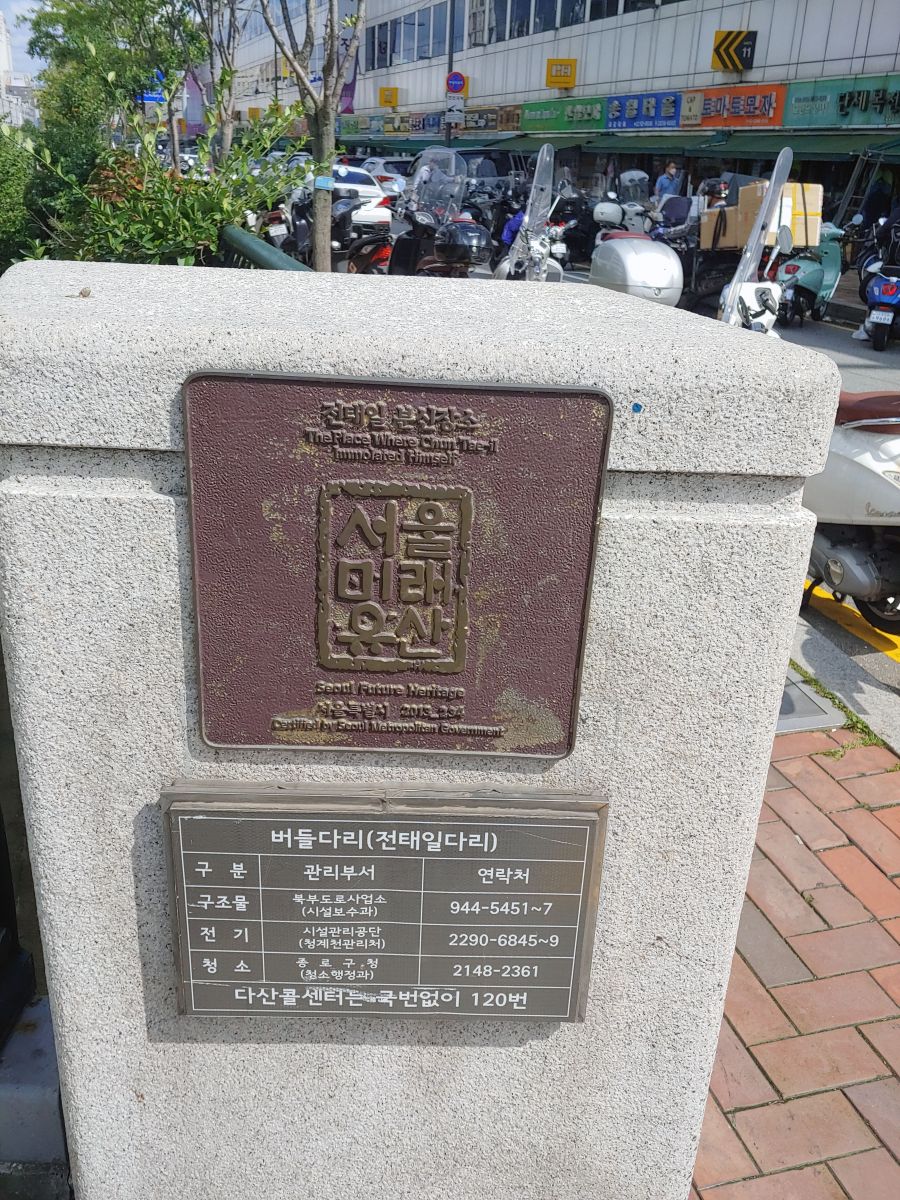 11
토마토모자
전태일 분신장소
The Place Where Chun Tae-il
Immolated Himself
서울
미래
유산
Seoul Future Heritage
서울특별시 2013-234
Certified by Seoul Metropolitan Government
버들다리(전태일다리)
구 분 관리부서 연락처
구조물 북부도로사업소 (시설보수과) 944-5451~7
전 기 시설관리공단 (청계천관리처) 2290-6845~9
청 소 종로구청 (청소행정과) 2148-2361
다산콜센터는 국번없이 120번